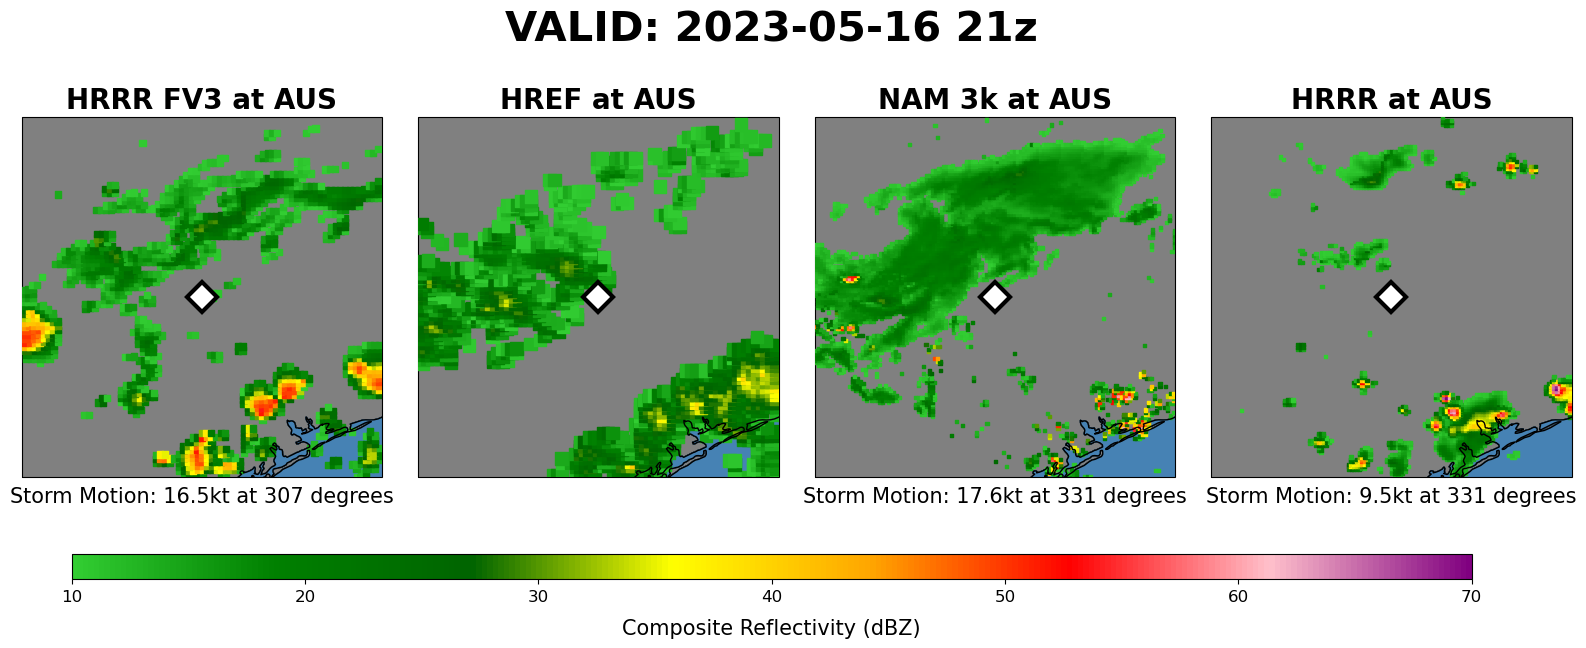 VALID: 2023-05-16 21z
HRRR FV3 at AUS
HREF at AUS
NAM 3k at AUS
HRRR at AUS
Storm Motion: 16.5kt at 307 degrees
Storm Motion: 17.6kt at 331 degrees
Storm Motion: 9.5kt at 331 degrees
10 20 30 40 50 60 70
Composite Reflectivity (dBZ)